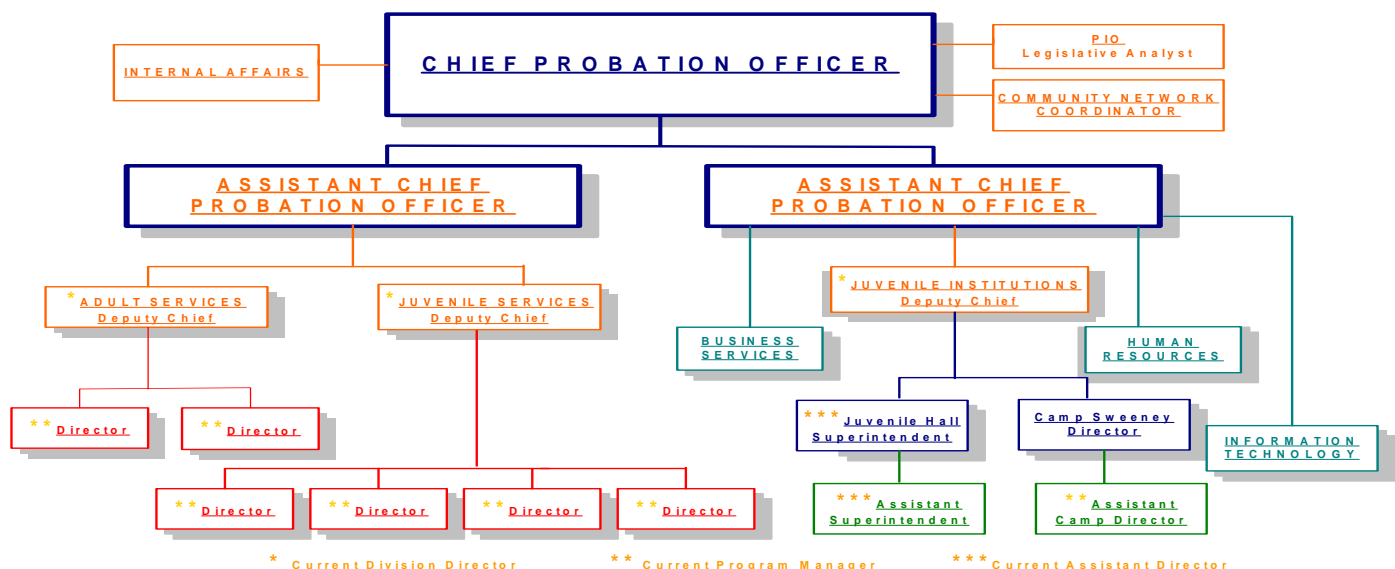 CHIEF PROBATION OFFICER
INTERNAL AFFAIRS
PIO
Legislative Analyst
COMMUNITY NETWORK
COORDINATOR
ASSISTANT CHIEF
PROBATION OFFICER
ASSISTANT CHIEF
PROBATION OFFICER
* ADULT SERVICES
Deputy Chief
* JUVENILE SERVICES
Deputy Chief
* JUVENILE INSTITUTIONS
Deputy Chief
BUSINESS
SERVICES
HUMAN
RESOURCES
** Director
** Director
*** Juvenile Hall
Superintendent
Camp Sweeney
Director
INFORMATION
TECHNOLOGY
** Director
** Director
** Director
** Director
*** Assistant
Superintendent
** Assistant
Camp Director
* Current Division Director
** Current Program Manager
*** Current Assistant Director